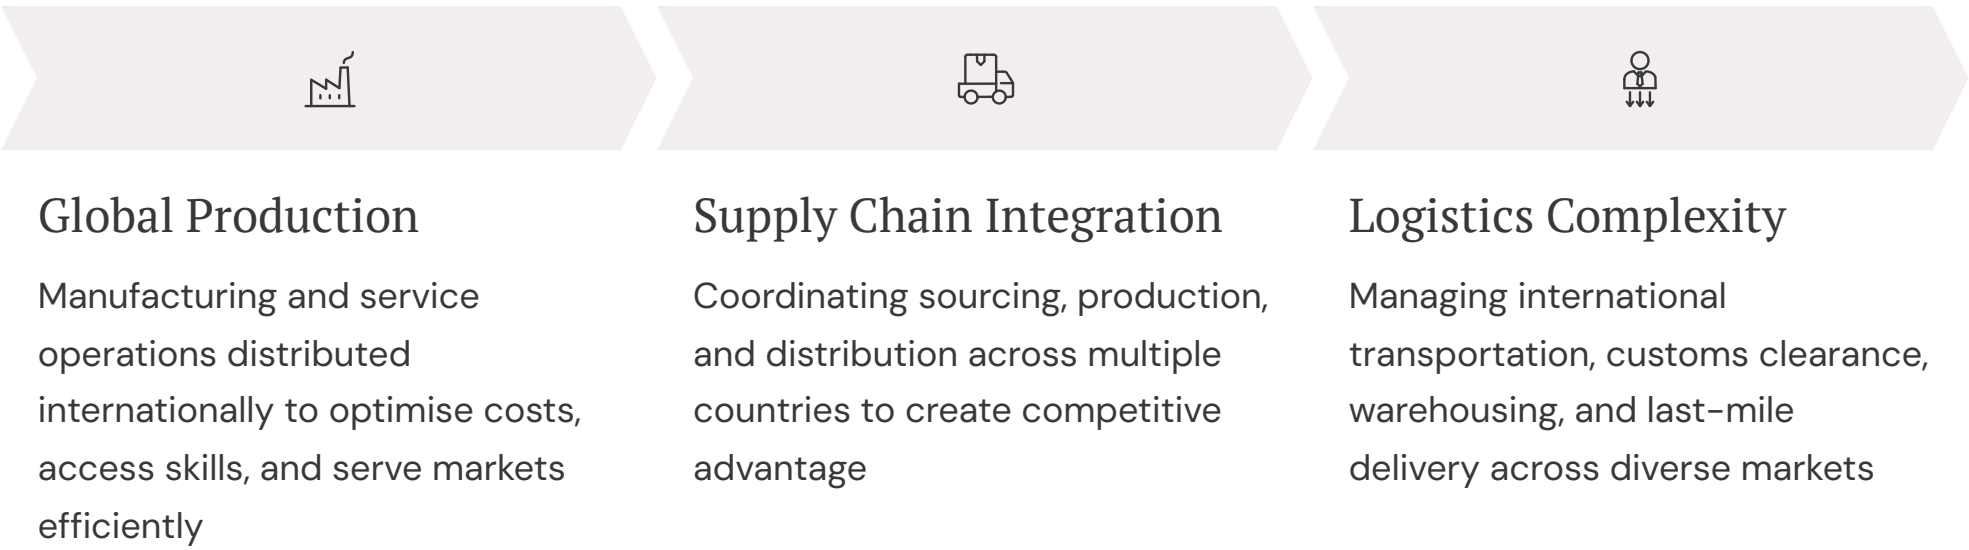 Global Production
Manufacturing and service
operations distributed
internationally to optimise costs,
access skills, and serve markets
efficiently
Supply Chain Integration
Coordinating sourcing, production,
and distribution across multiple
countries to create competitive
advantage
Logistics Complexity
Managing international
transportation, customs clearance,
warehousing, and last-mile
delivery across diverse markets